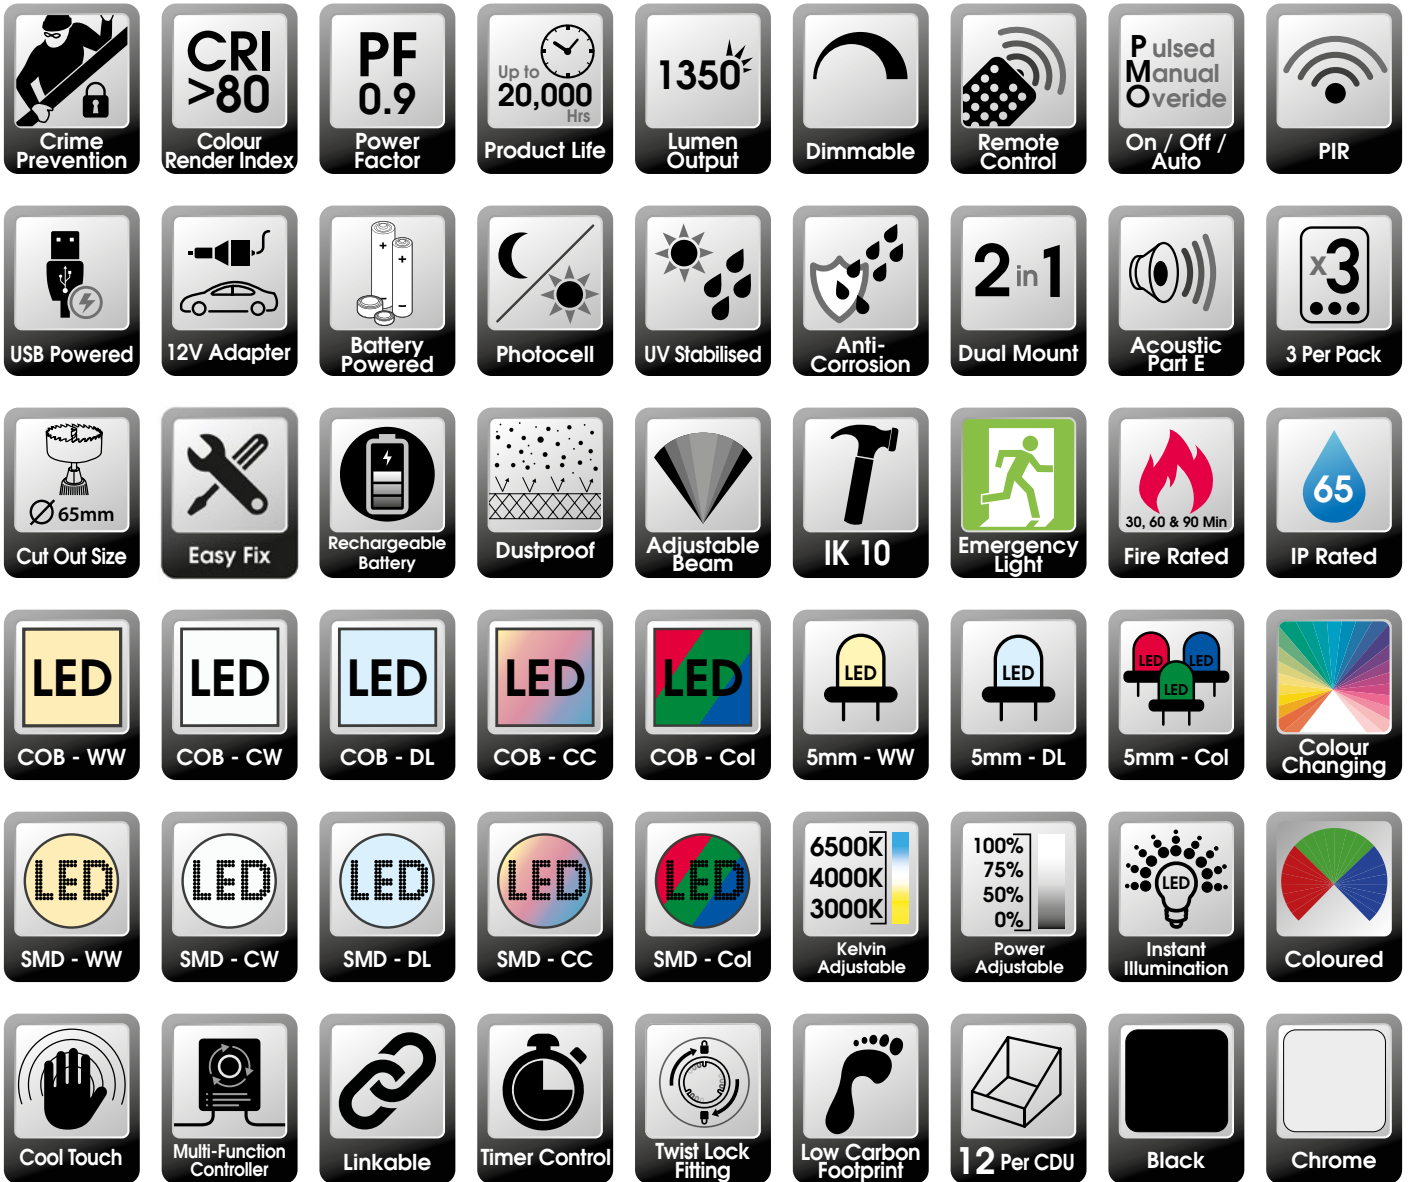 Crime
Prevention
CRI
>80
Colour
Render Index
PF
0.9
Power
Factor
Up to
20,000
Hrs
Product Life
1350
Lumen
Output
Dimmable
Remote
Control
Pulsed
Manual
Overide
On / Off /
Auto
PIR
USB Powered
12V Adapter
+
+
-
-
Battery
Powered
Photocell
UV Stabilised
Anti-
Corrosion
2 in 1
Dual Mount
Acoustic
Part E
x3
3 Per Pack
Ø 65mm
Cut Out Size
Easy Fix
Rechargeable
Battery
Dustproof
Adjustable
Beam
IK 10
Emergency
Light
30, 60 & 90 Min
Fire Rated
65
IP Rated
LED
COB - WW
LED
COB - CW
LED
COB - DL
LED
COB - CC
LED
COB - Col
LED
5mm - WW
LED
5mm - DL
LED LED
LED
5mm - Col
Colour
Changing
LED
SMD - WW
LED
SMD - CW
LED
SMD - DL
LED
SMD - CC
LED
SMD - Col
6500K
4000K
3000K
Kelvin
Adjustable
100%
75%
50%
0%
Power
Adjustable
LED
Instant
Illumination
Coloured
Cool Touch
Multi-Function
Controller
Linkable
Timer Control
Twist Lock
Fitting
Low Carbon
Footprint
12 Per CDU
Black
Chrome